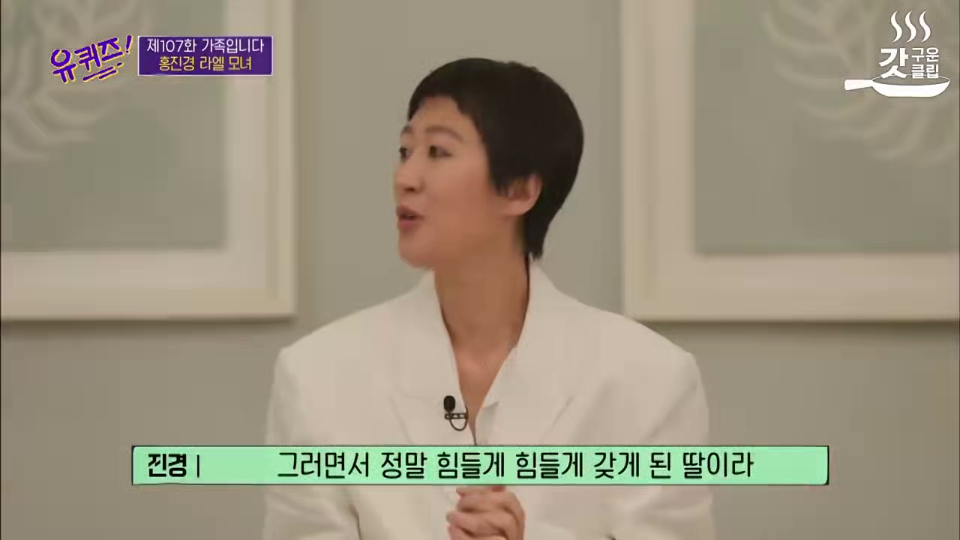 유퀴즈!
제107화 가족입니다
홍진경 라엘 모녀
갓구운클립
진경 | 그러면서 정말 힘들게 힘들게 갖게 된 딸이라